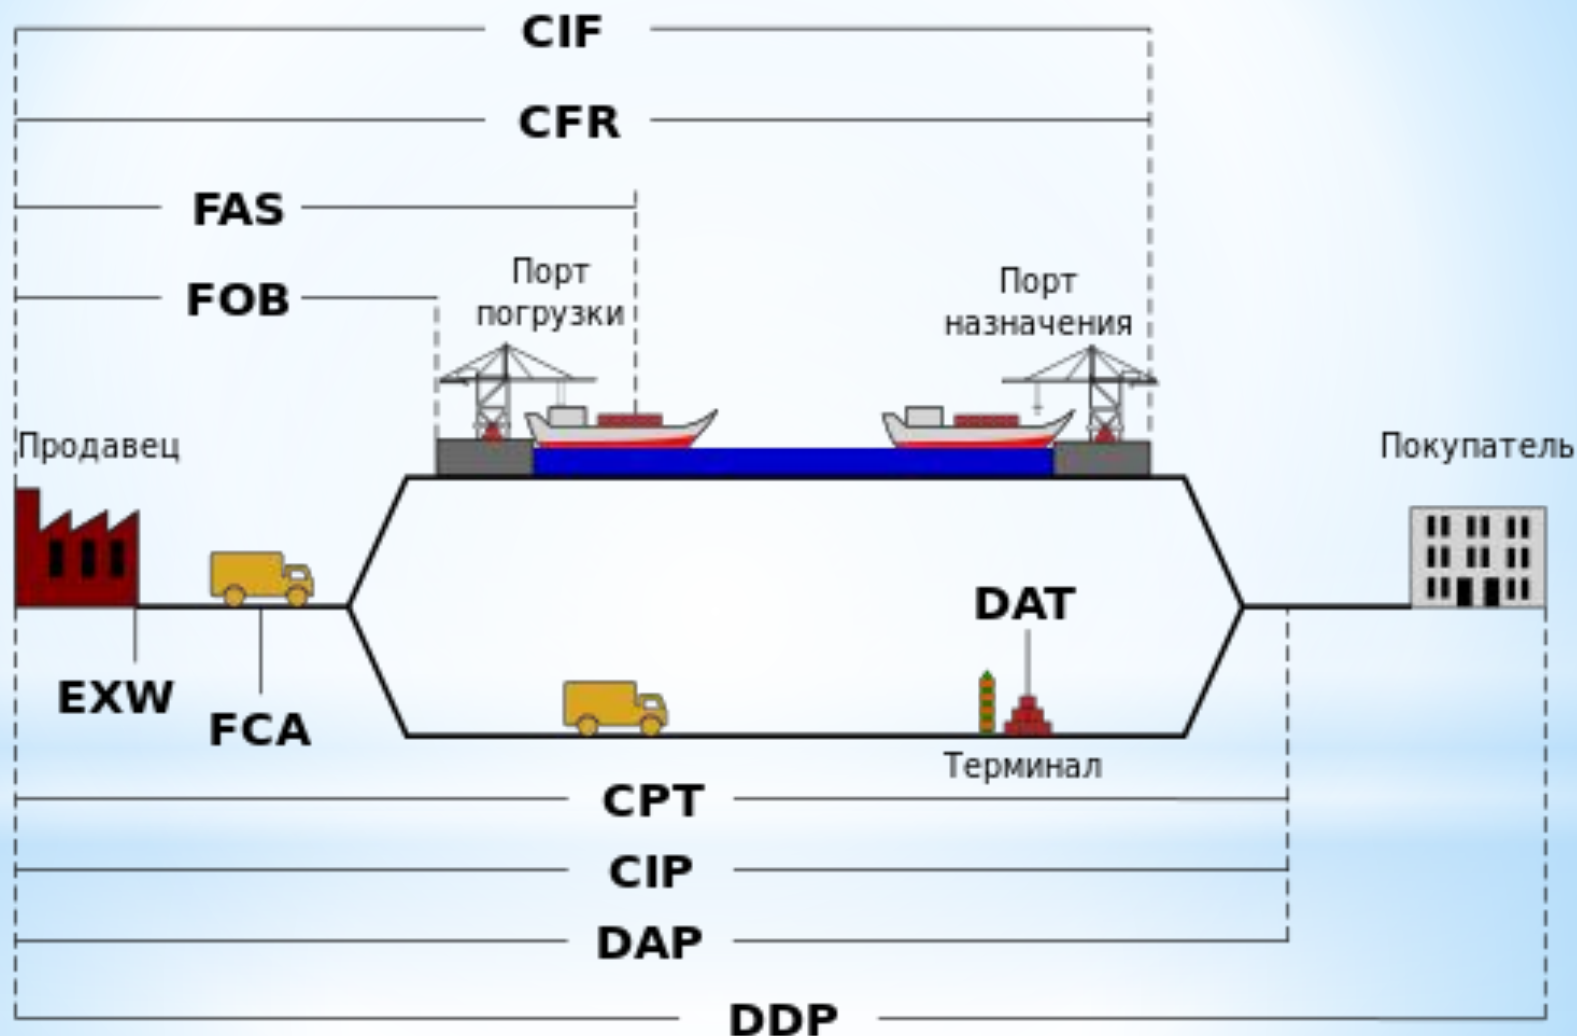 CIF
CFR
FAS
FOB
Порт
погрузки
Порт
назначения
Продавец
Покупатель
EXW
FCA
DAT
Терминал
CPT
CIP
DAP
DDP